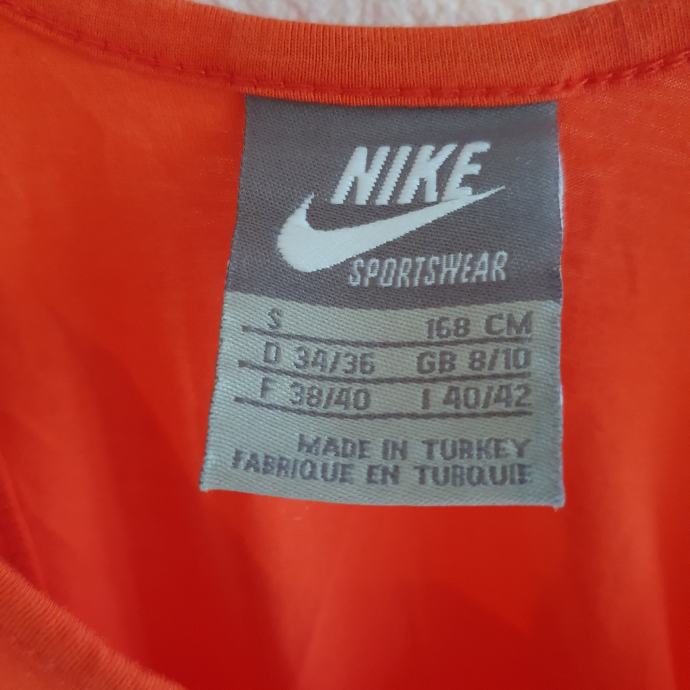 NIKE
SPORTSWEAR
S 168 CM
D 34/36 GB 8/10
F 38/40 I 40/42
MADE IN TURKEY
FABRIQUE EN TURQUIE